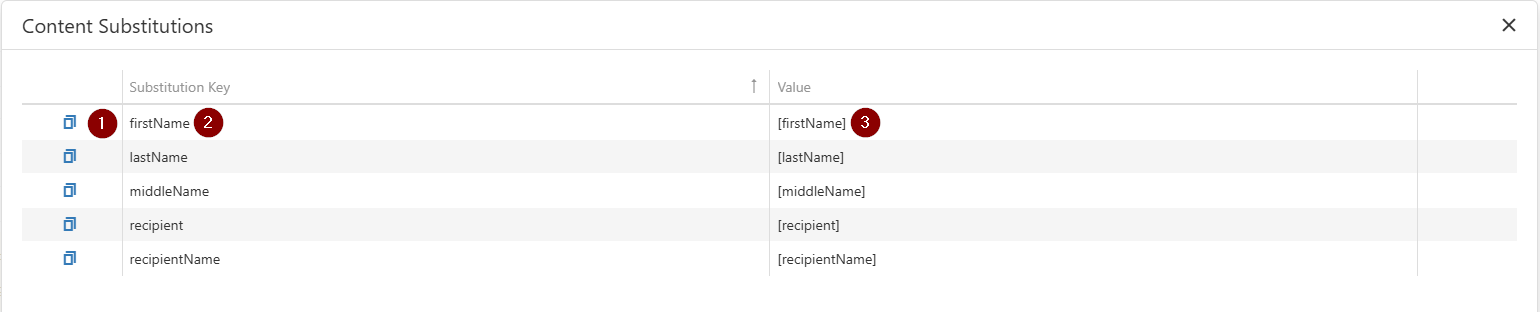 Content Substitutions
Substitution Key Value
1 firstName 2 [firstName] 3
lastName [lastName]
middleName [middleName]
recipient [recipient]
recipientName [recipientName]